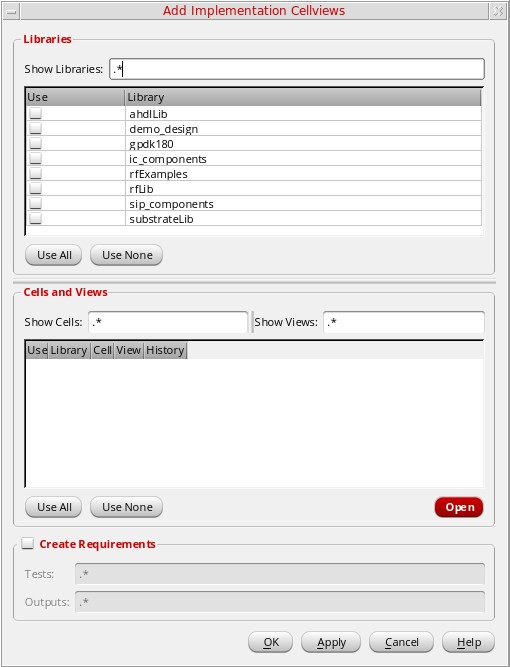 Add Implementation Cellviews
Libraries
Show Libraries: .*
Use Library
ahdlLib
demo_design
gpdk180
ic_components
rfExamples
rfLib
sip_components
substrateLib
Use All Use None
Cells and Views
Show Cells: .* Show Views: .*
Use Library Cell View History
Use All Use None Open
Create Requirements
Tests: .*
Outputs: .*
OK Apply Cancel Help